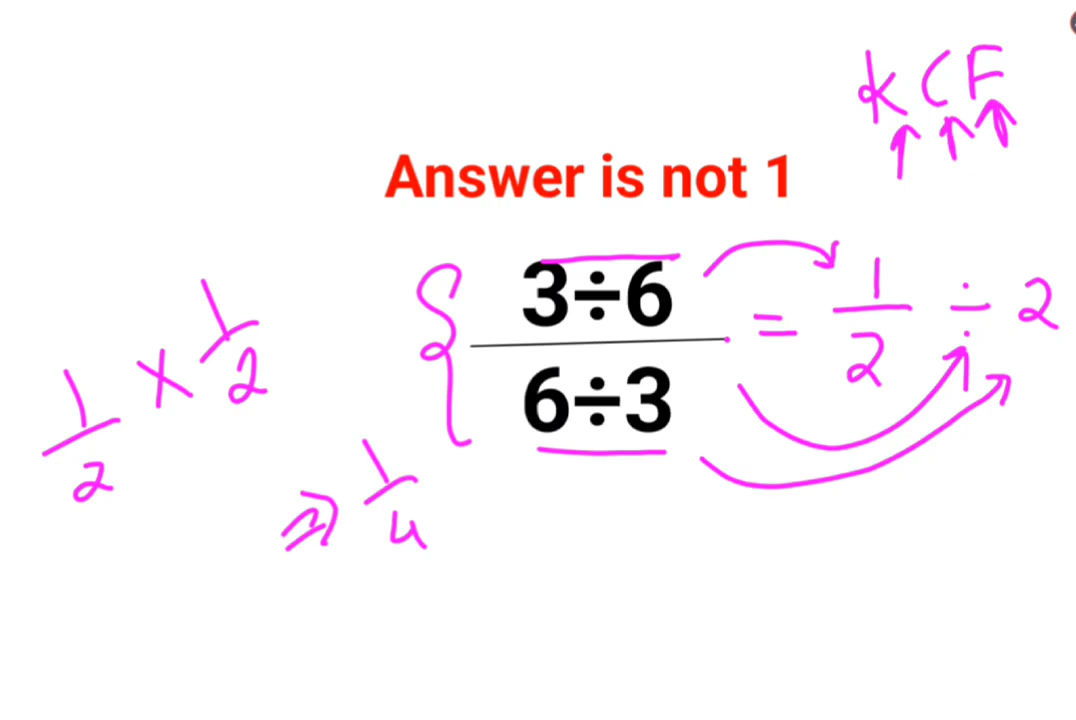 KCF
Answer is not 1
3÷6
6÷3
= 1/2 ÷ 2
1/2 × 1/2
⇒ 1/4